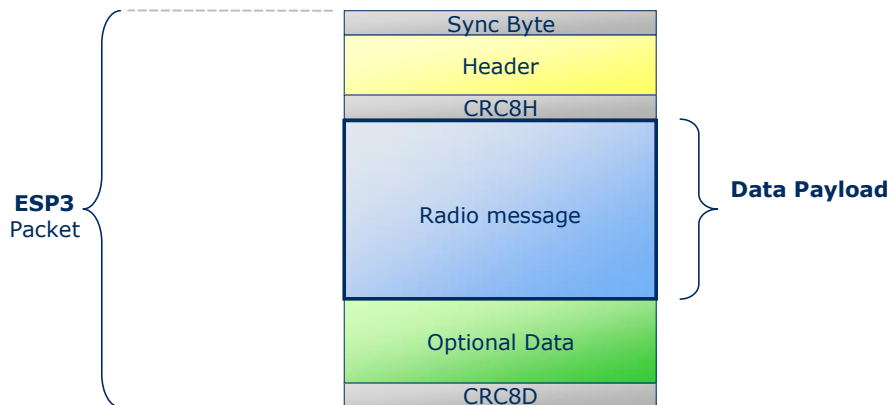 Sync Byte
Header
CRC8H
Radio message
Data Payload
ESP3
Packet
Optional Data
CRC8D